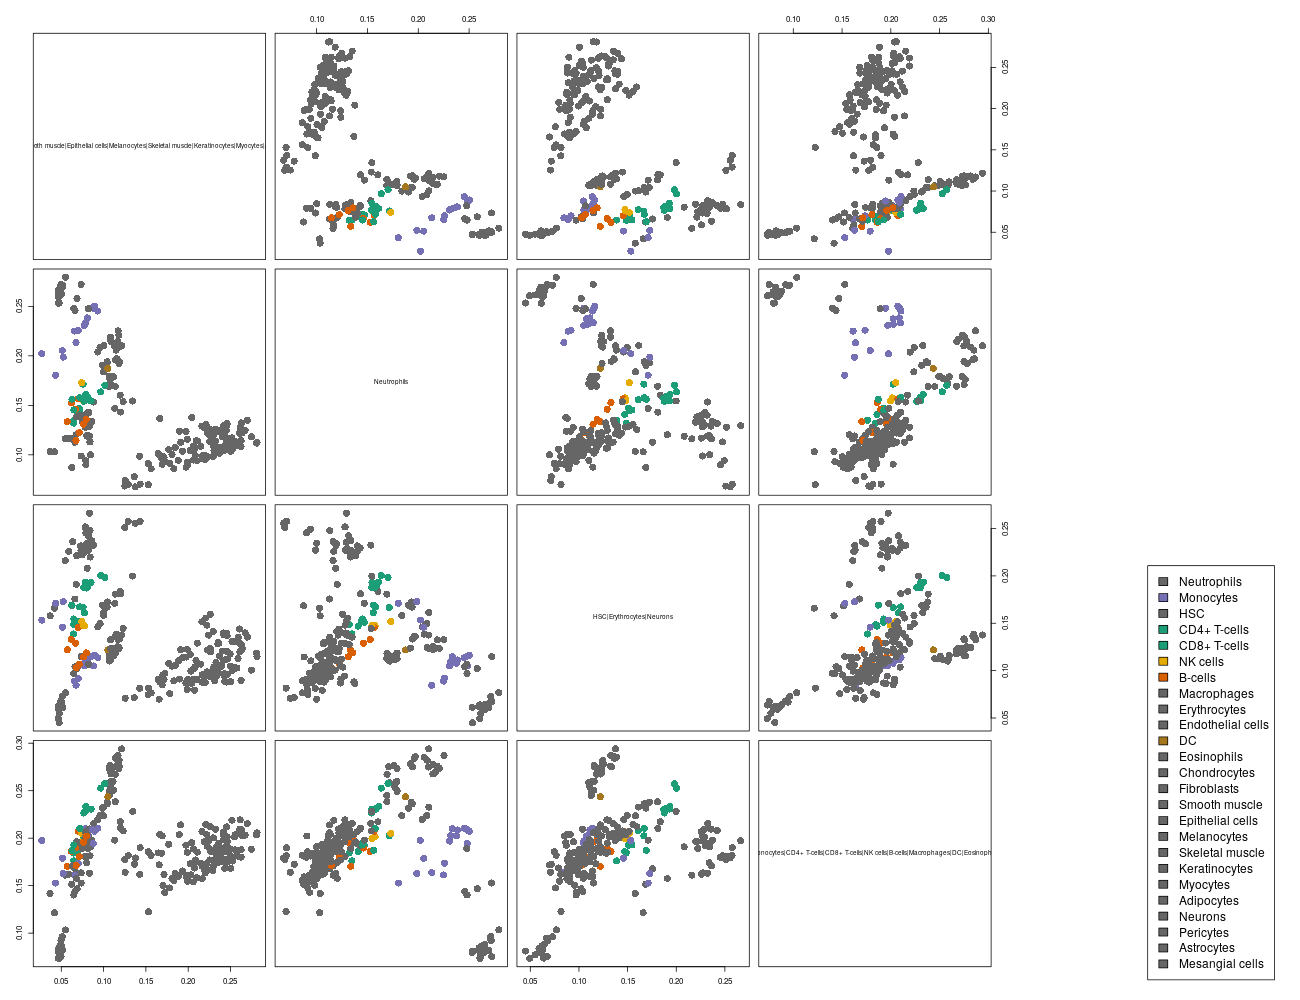 0.10 0.15 0.20 0.25
0.10 0.15 0.20 0.25 0.30
oth muscle|Epithelial cells|Melanocytes|Skeletal muscle|Keratinocytes|Myocytes|
0.05 0.10 0.15 0.20 0.25
0.10 0.15 0.20 0.25
Neutrophils
HSC|Erythrocytes|Neurons
0.05 0.10 0.15 0.20 0.25
0.10 0.15 0.20 0.25 0.30
nocytes|CD4+ T-cells|CD8+ T-cells|NK cells|B-cells|Macrophages|DC|Eosinoph
0.05 0.10 0.15 0.20 0.25
0.05 0.10 0.15 0.20 0.25
Neutrophils
Monocytes
HSC
CD4+ T-cells
CD8+ T-cells
NK cells
B-cells
Macrophages
Erythrocytes
Endothelial cells
DC
Eosinophils
Chondrocytes
Fibroblasts
Smooth muscle
Epithelial cells
Melanocytes
Skeletal muscle
Keratinocytes
Myocytes
Adipocytes
Neurons
Pericytes
Astrocytes
Mesangial cells